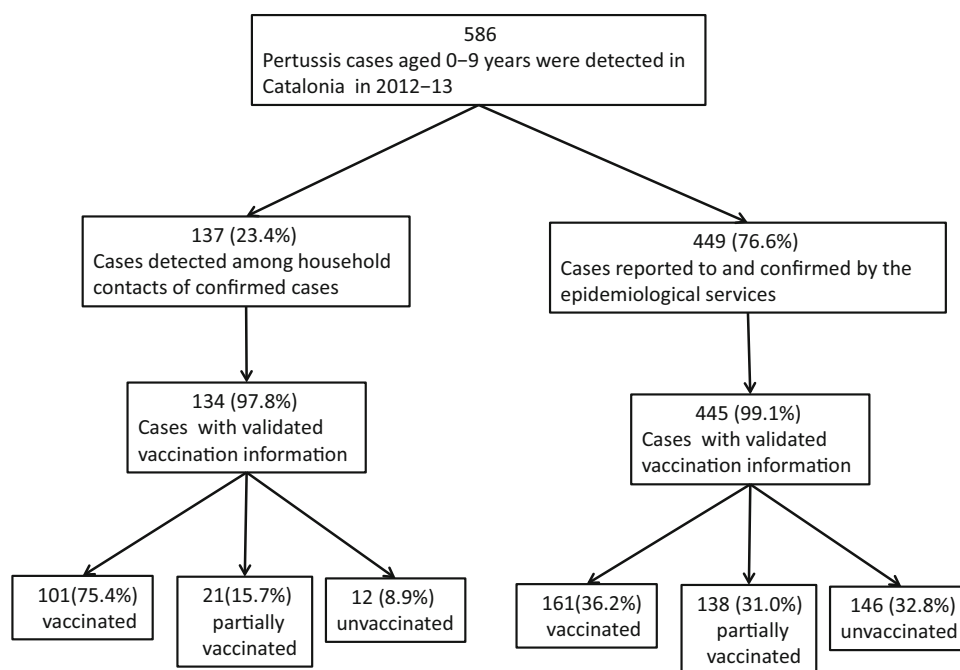 586
Pertussis cases aged 0−9 years were detected in
Catalonia in 2012−13
137 (23.4%)
Cases detected among household
contacts of confirmed cases
449 (76.6%)
Cases reported to and confirmed by the
epidemiological services
134 (97.8%)
Cases with validated
vaccination information
445 (99.1%)
Cases with validated
vaccination information
101(75.4%)
vaccinated
21(15.7%)
partially
vaccinated
12 (8.9%)
unvaccinated
161(36.2%)
vaccinated
138 (31.0%)
partially
vaccinated
146 (32.8%)
unvaccinated